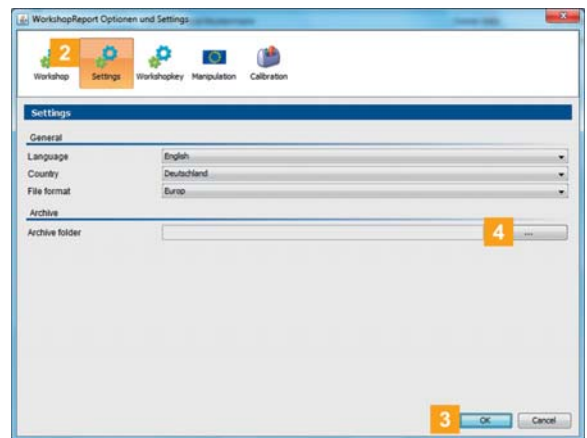 WorkshopReport Optionen und Settings
2
Workshop Settings Workshopkey Manipulation Calibration
Settings
General
Language English
Country Deutschland
File format Europ
Archive
Archive folder 4 ...
3 OK Cancel